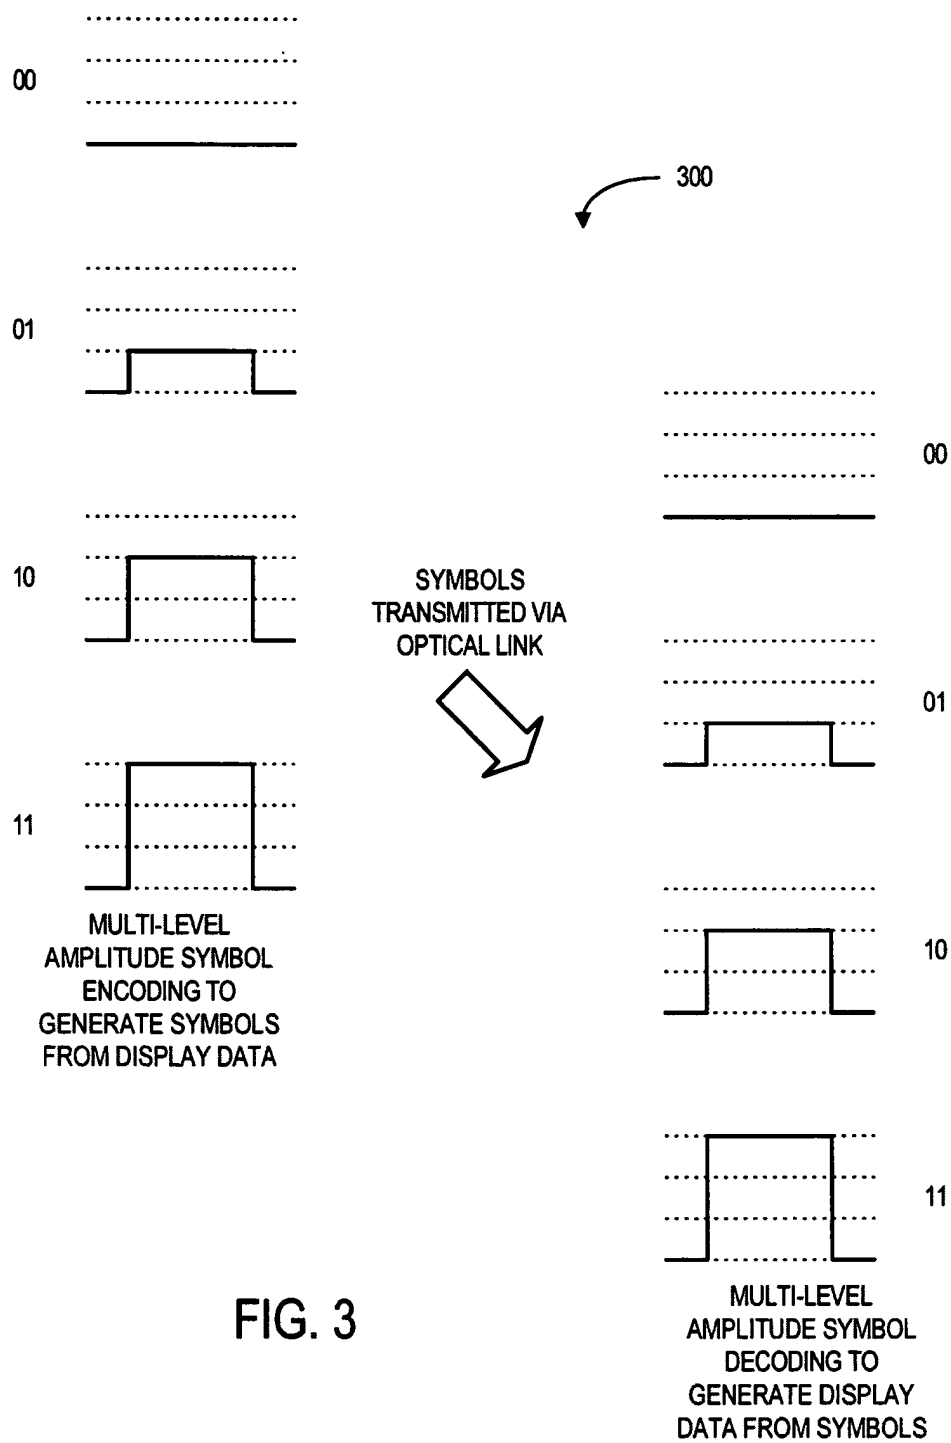 00
300
01
00
10
SYMBOLS
TRANSMITTED VIA
OPTICAL LINK
01
11
MULTI-LEVEL
AMPLITUDE SYMBOL
ENCODING TO
GENERATE SYMBOLS
FROM DISPLAY DATA
10
11
FIG. 3
MULTI-LEVEL
AMPLITUDE SYMBOL
DECODING TO
GENERATE DISPLAY
DATA FROM SYMBOLS